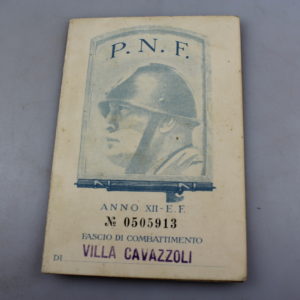 P. N. F.
ANNO XII - E. F.
№ 0505913
FASCIO DI COMBATTIMENTO
DI VILLA CAVAZZOLI